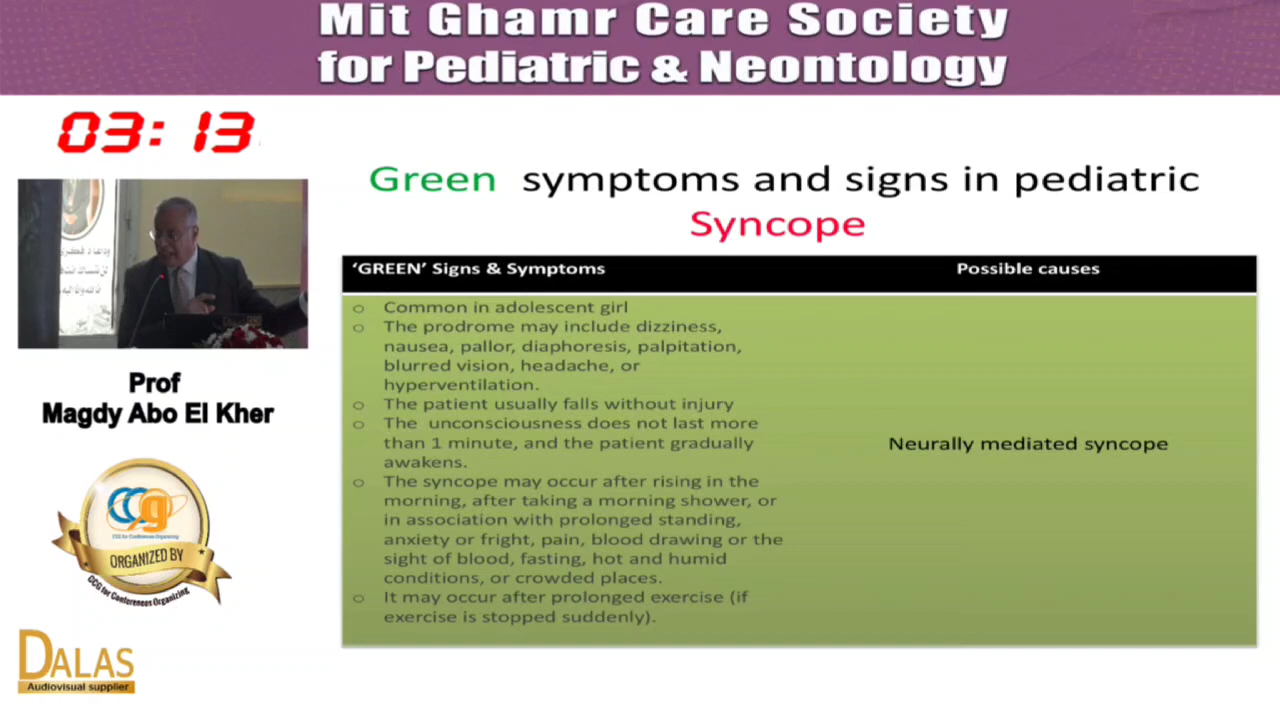 Mit Ghamr Care Society
for Pediatric & Neontology
03:13
Prof
Magdy Abo El Kher
CCg
CCG for Conferences Organizing
ORGANIZED BY
CCG for Conferences Organizing
DALAS
Audiovisual supplier
Green symptoms and signs in pediatric
Syncope
‘GREEN’ Signs & Symptoms
Possible causes
o Common in adolescent girl
o The prodrome may include dizziness,
nausea, pallor, diaphoresis, palpitation,
blurred vision, headache, or
hyperventilation.
o The patient usually falls without injury
o The unconsciousness does not last more
than 1 minute, and the patient gradually
awakens.
o The syncope may occur after rising in the
morning, after taking a morning shower, or
in association with prolonged standing,
anxiety or fright, pain, blood drawing or the
sight of blood, fasting, hot and humid
conditions, or crowded places.
o It may occur after prolonged exercise (if
exercise is stopped suddenly).
Neurally mediated syncope